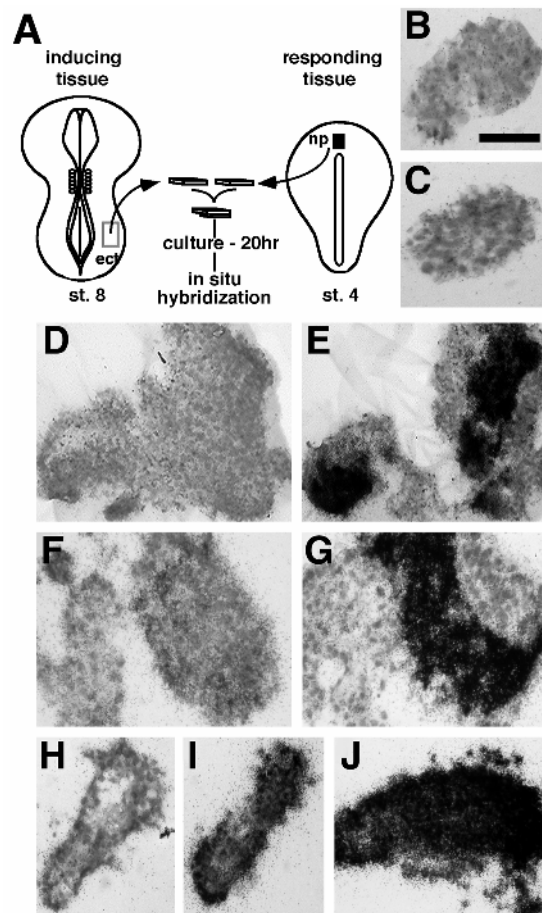 A
inducing
tissue
responding
tissue
np
ect
culture - 20hr
in situ
hybridization
st. 8
st. 4
B
C
D
E
F
G
H
I
J